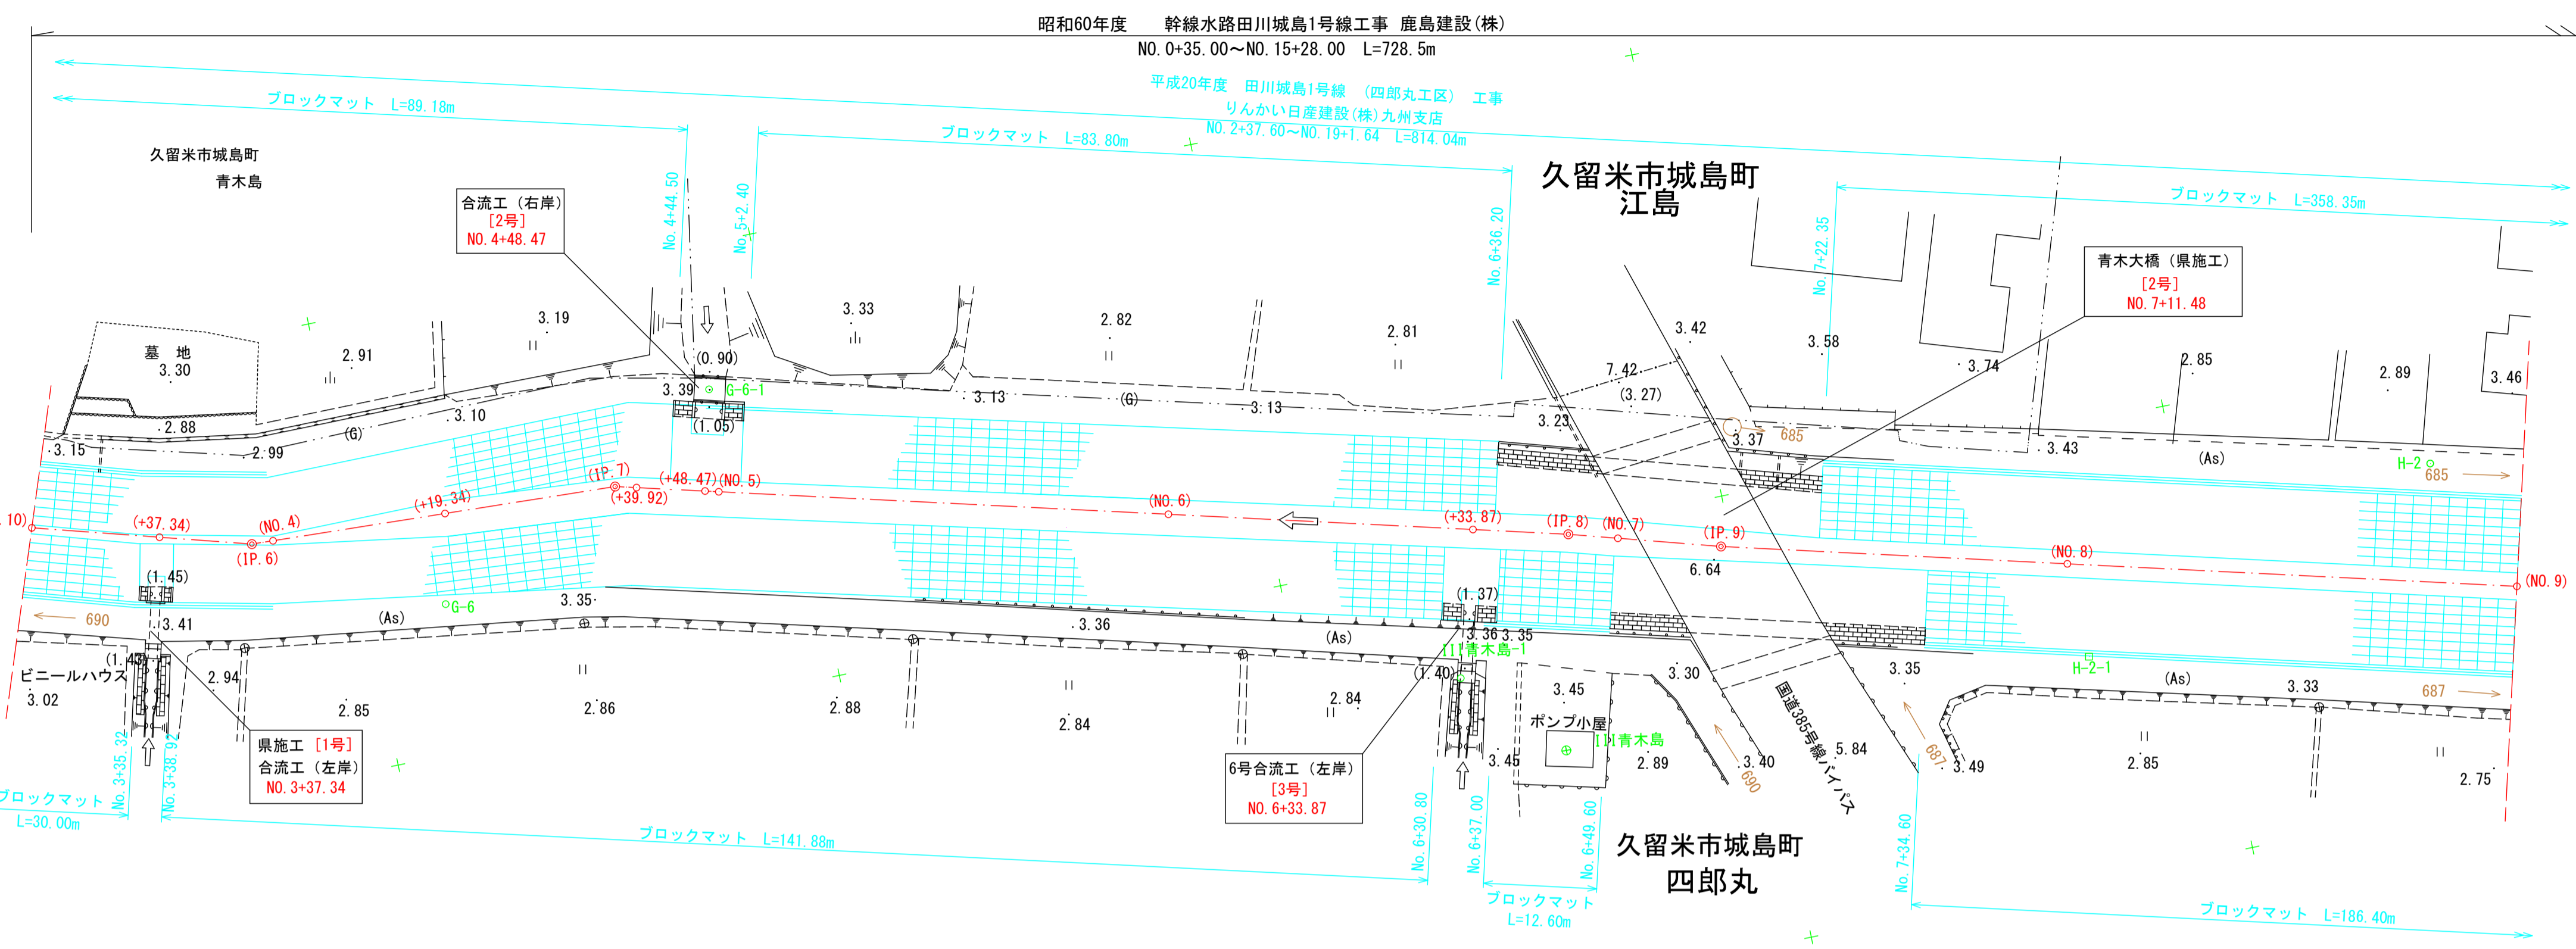 昭和60年度　　幹線水路田川城島1号線工事 鹿島建設(株)
NO.0+35.00～NO.15+28.00　L=728.5m
平成20年度　田川城島1号線　(四郎丸工区)　工事
りんかい日産建設(株)九州支店
NO.2+37.60～NO.19+1.64　L=814.04m
ブロックマット　L=89.18m
ブロックマット　L=83.80m
ブロックマット　L=358.35m
久留米市城島町
青木島
久留米市城島町
江島
No.4+44.50
No.5+2.40
No.6+36.20
No.7+22.35
合流工（右岸）
[2号]
NO.4+48.47
青木大橋（県施工）
[2号]
NO.7+11.48
墓　地
3.30
2.91
3.19
3.33
2.82
2.81
3.42
7.42
(3.27)
3.58
3.74
2.85
2.89
3.46
(0.90)
3.39
G-6-1
(1.05)
3.10
3.13
(G)
3.13
3.23
3.37
685
3.43
(As)
H-2
685
2.88
3.15
2.99
(G)
.10)
(+37.34)
(IP.6)
(NO.4)
(+19.34)
(IP.7)
(+39.92)
(+48.47)
(NO.5)
(NO.6)
(+33.87)
(IP.8)
(NO.7)
(IP.9)
(NO.8)
(NO.9)
6.64
(1.45)
690
3.41
(As)
G-6
3.35
3.36
(As)
(1.37)
3.36
3.35
III青木島-1
(1.40)
3.30
3.35
H-2-1
(As)
3.33
687
(1.43)
ビニールハウス
3.02
2.94
2.85
2.86
2.88
2.84
2.84
3.45
3.45
ポンプ小屋
III青木島
2.89
690
3.40
国道385号線バイパス
5.84
687
3.49
2.85
2.75
県施工 [1号]
合流工（左岸）
NO.3+37.34
6号合流工（左岸）
[3号]
NO.6+33.87
No.3+35.32
No.3+38.92
No.6+30.80
No.6+37.00
No.6+49.60
No.7+34.60
ブロックマット
L=30.00m
ブロックマット　L=141.88m
ブロックマット
L=12.60m
ブロックマット　L=186.40m
久留米市城島町
四郎丸